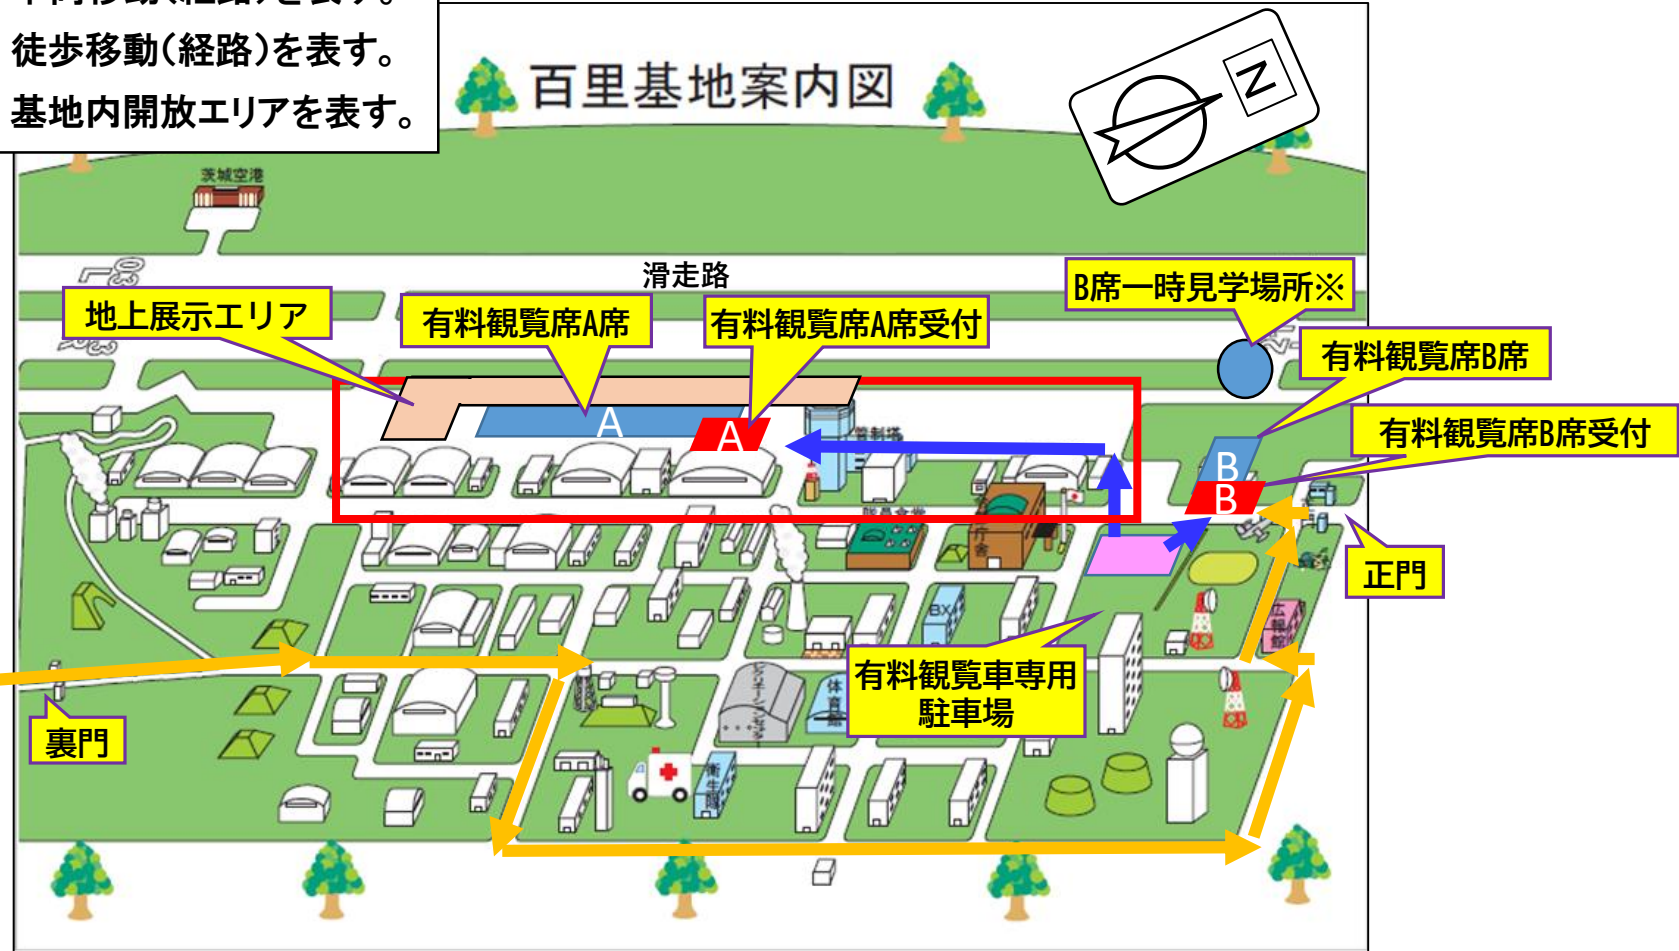 徒歩移動(経路)を表す。
基地内開放エリアを表す。
百里基地案内図
N
茨城空港
滑走路
B席一時見学場所※
地上展示エリア
有料観覧席A席
有料観覧席A席受付
有料観覧席B席
有料観覧席B席受付
A
A
管制塔
B
B
隊員食堂
庁舎
正門
BX
広報館
有料観覧車専用
駐車場
体育館
裏門
衛生隊